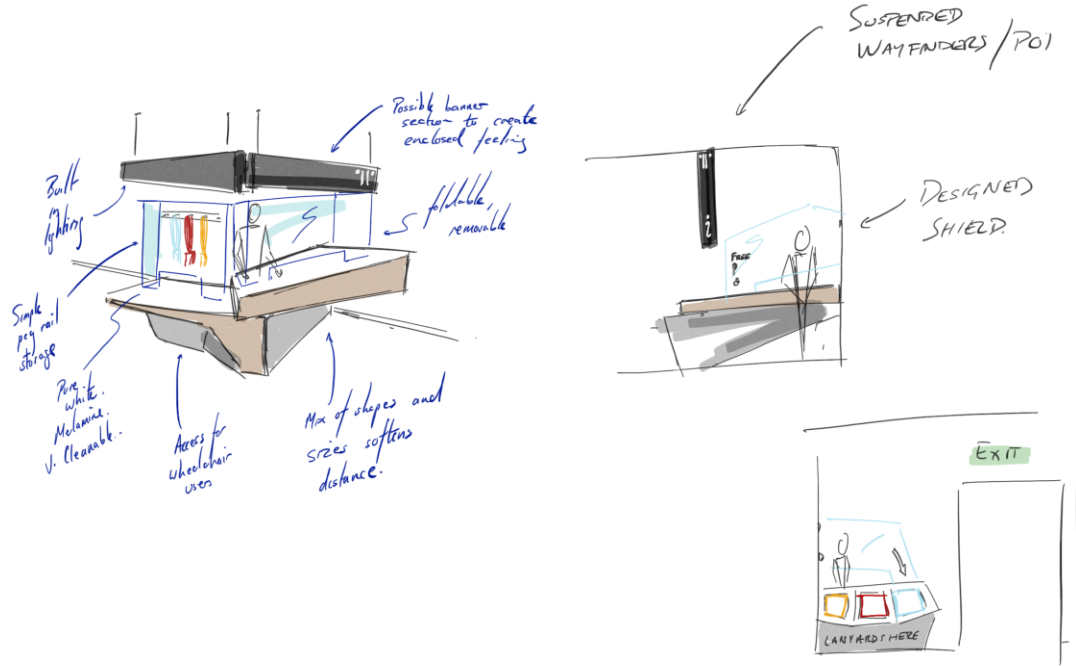 Possible banner
section to create
enclosed feeling
Built
in
lighting
foldable,
removable
Simple
peg rail
storage
Pure
white.
Melamine.
V. Cleanable..
Access for
wheelchair
users
Mix of shapes and
sizes softens
distance.
SUSPENDED
WAYFINDERS/POI
DESIGNED
SHIELD.
i
FREE
?
EXIT
LANYARDS HERE